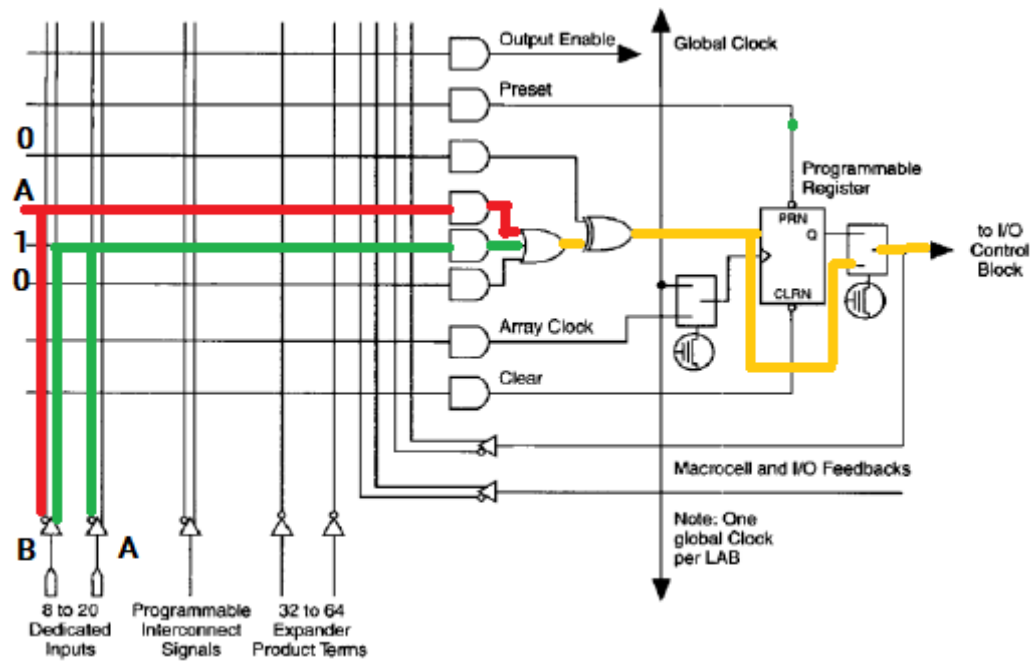 Output Enable
Global Clock
Preset
0
Programmable
Register
A
PRN
Q
1
to I/O
Control
Block
0
CLRN
Array Clock
Clear
Macrocell and I/O Feedbacks
Note: One
global Clock
per LAB
B
A
8 to 20
Dedicated
Inputs
Programmable
Interconnect
Signals
32 to 64
Expander
Product Terms